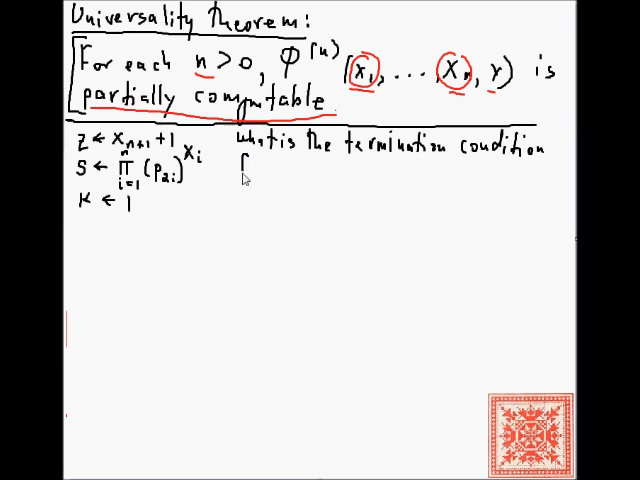 Universality Theorem:
For each n > 0, φ^(n) (x₁, ..., Xₙ, y) is
partially computable
Z ← X_{n+1} + 1
S ← ∏_{i=1}^{n} (P_{2i})^{X_i}
K ← 1
what is the termination condition
[